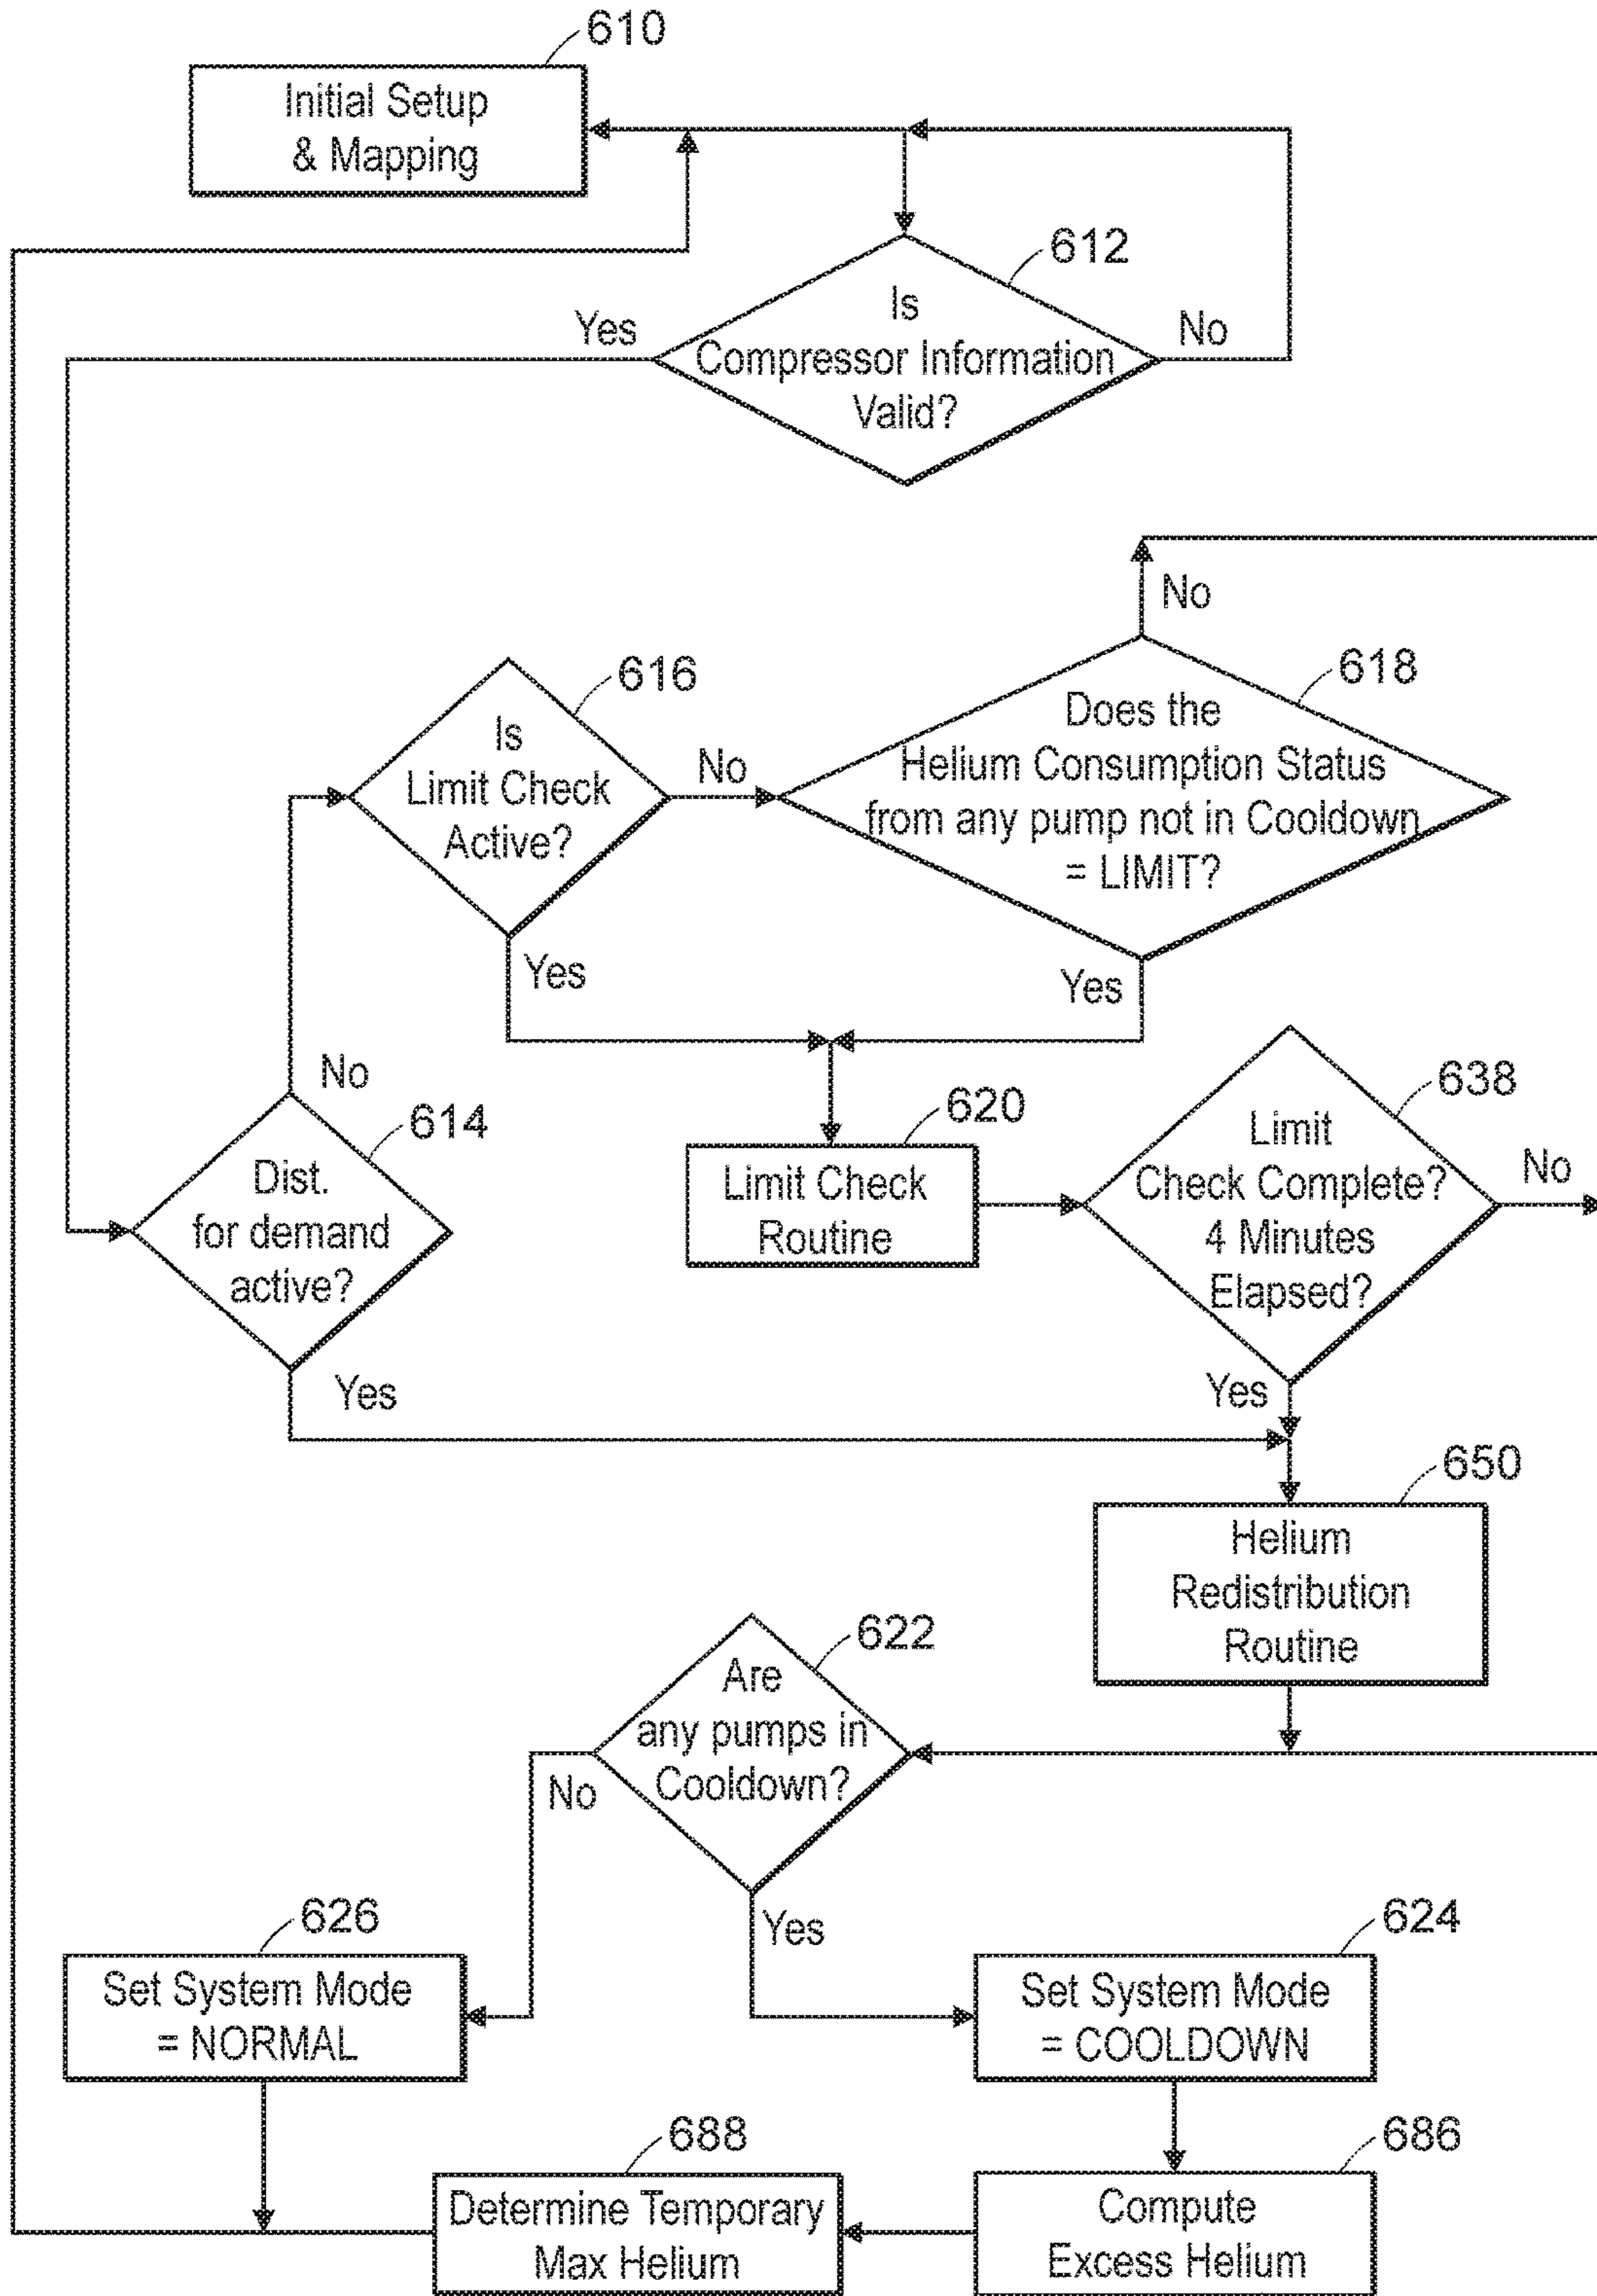 610
Initial Setup
& Mapping
612
Is
Compressor Information
Valid?
Yes
No
No
616
Is
Limit Check
Active?
No
618
Does the
Helium Consumption Status
from any pump not in Cooldown
= LIMIT?
Yes
Yes
No
614
Dist.
for demand
active?
Yes
620
Limit Check
Routine
638
Limit
Check Complete?
4 Minutes
Elapsed?
No
Yes
650
Helium
Redistribution
Routine
622
Are
any pumps in
Cooldown?
No
Yes
626
Set System Mode
= NORMAL
624
Set System Mode
= COOLDOWN
688
Determine Temporary
Max Helium
686
Compute
Excess Helium